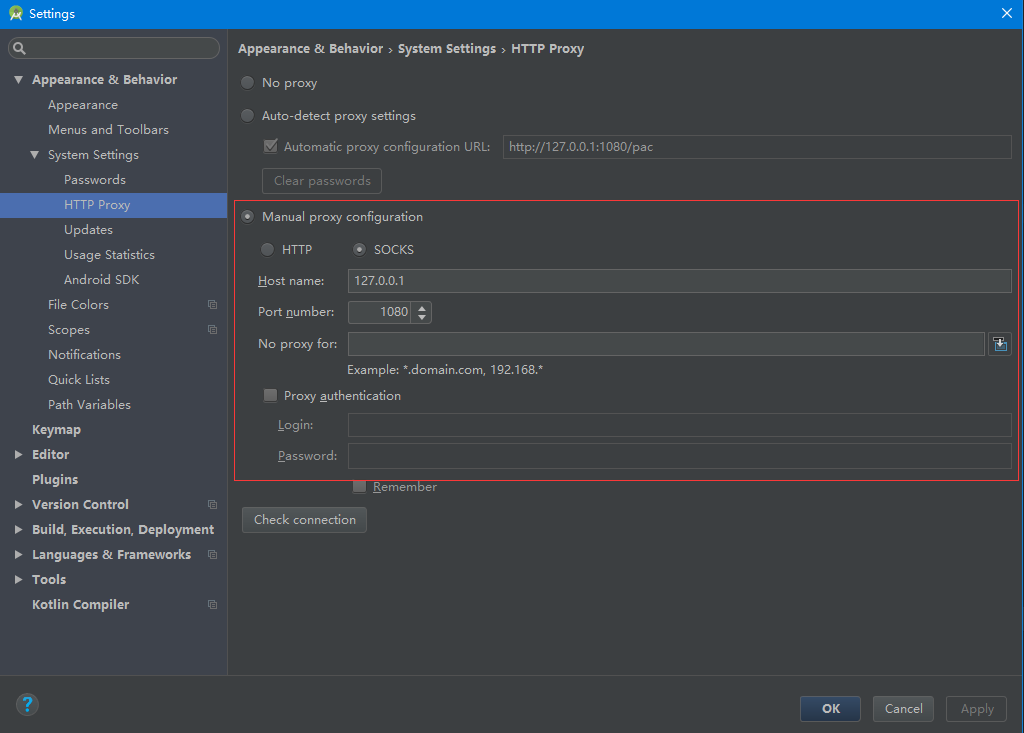 Settings
Appearance & Behavior
Appearance
Menus and Toolbars
System Settings
Passwords
HTTP Proxy
Updates
Usage Statistics
Android SDK
File Colors
Scopes
Notifications
Quick Lists
Path Variables
Keymap
Editor
Plugins
Version Control
Build, Execution, Deployment
Languages & Frameworks
Tools
Kotlin Compiler
Appearance & Behavior › System Settings › HTTP Proxy
No proxy
Auto-detect proxy settings
Automatic proxy configuration URL: http://127.0.0.1:1080/pac
Clear passwords
Manual proxy configuration
HTTP SOCKS
Host name: 127.0.0.1
Port number: 1080
No proxy for:
Example: *.domain.com, 192.168.*
Proxy authentication
Login:
Password:
Remember
Check connection
?
OK Cancel Apply